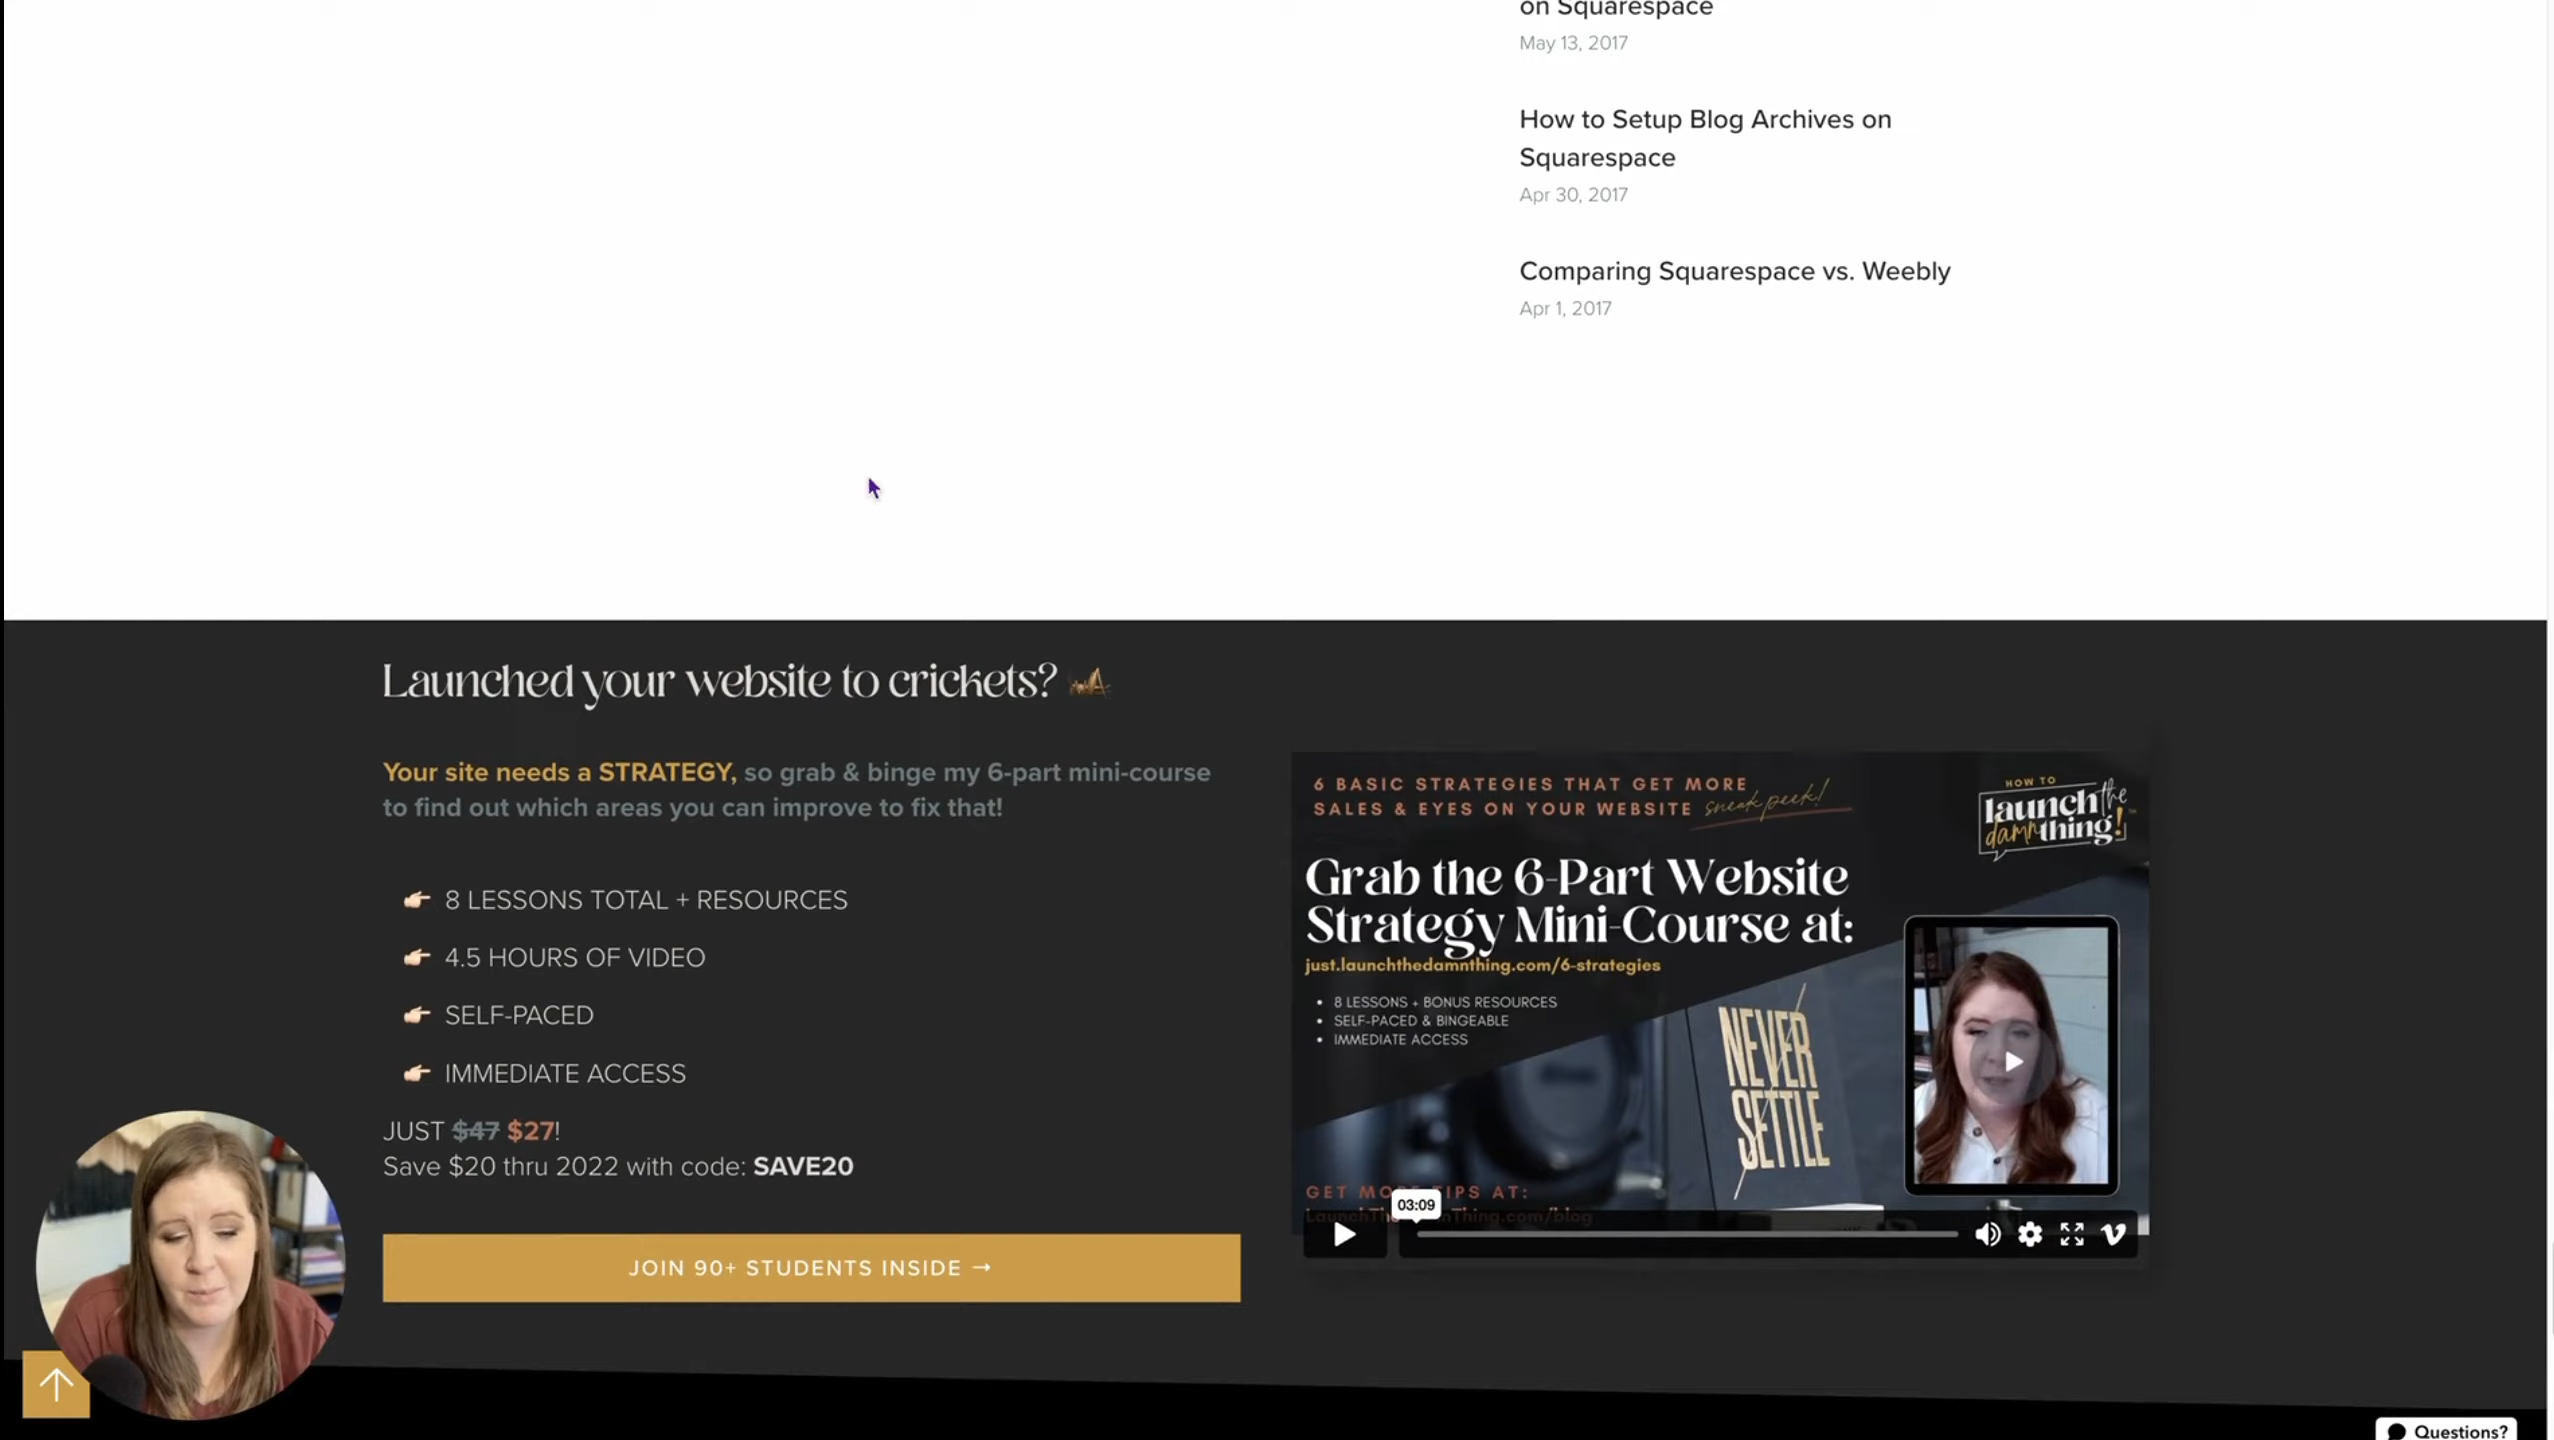 on Squarespace
May 13, 2017
How to Setup Blog Archives on
Squarespace
Apr 30, 2017
Comparing Squarespace vs. Weebly
Apr 1, 2017
Launched your website to crickets?
Your site needs a STRATEGY, so grab & binge my 6-part mini-course
to find out which areas you can improve to fix that!
8 LESSONS TOTAL + RESOURCES
4.5 HOURS OF VIDEO
SELF-PACED
IMMEDIATE ACCESS
JUST $47 $27!
Save $20 thru 2022 with code: SAVE20
JOIN 90+ STUDENTS INSIDE →
6 BASIC STRATEGIES THAT GET MORE
SALES & EYES ON YOUR WEBSITE sneak peek!
HOW TO
launch the
damn thing!
Grab the 6-Part Website
Strategy Mini-Course at:
just.launchthedamnthing.com/6-strategies
• 8 LESSONS + BONUS RESOURCES
• SELF-PACED & BINGEABLE
• IMMEDIATE ACCESS
NEVER
SETTLE
GET TIPS AT:
03:09
Questions?